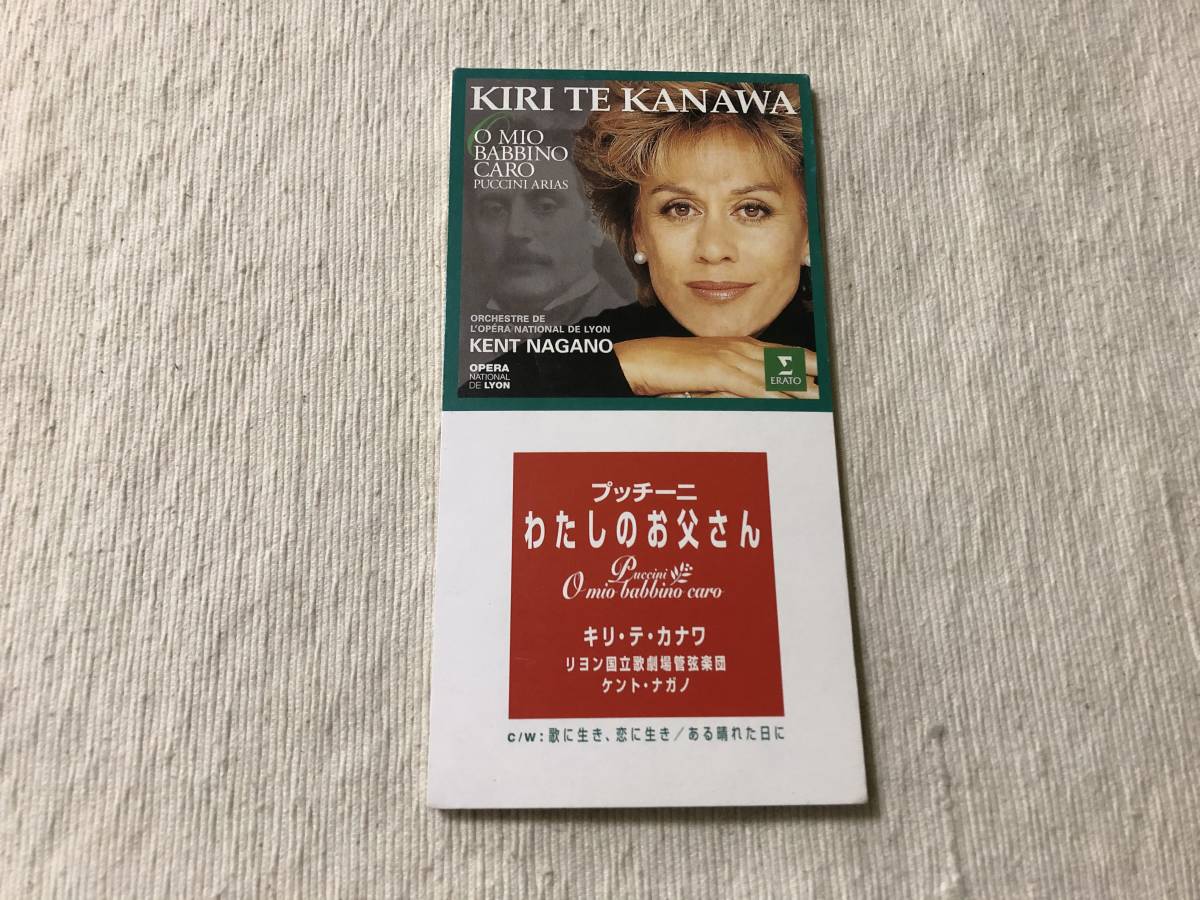 KIRI TE KANAWA
O MIO
BABBINO
CARO
PUCCINI ARIAS
ORCHESTRE DE
L'OPÉRA NATIONAL DE LYON
KENT NAGANO
OPERA
NATIONAL
DE LYON
ERATO
プッチーニ
わたしのお父さん
Puccini
O mio babbino caro
キリ・テ・カナワ
リヨン国立歌劇場管弦楽団
ケント・ナガノ
C/W：歌に生き、恋に生き／ある晴れた日に